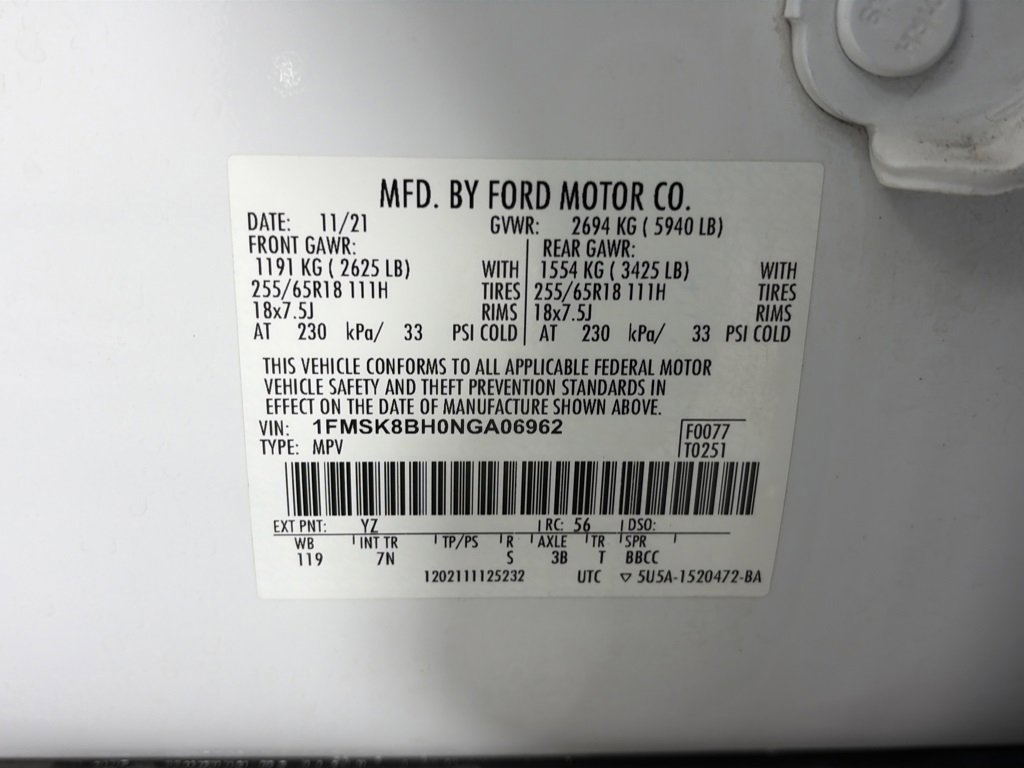 MFD. BY FORD MOTOR CO.
DATE: 11/21 GVWR: 2694 KG ( 5940 LB)
FRONT GAWR: REAR GAWR:
1191 KG ( 2625 LB) WITH 1554 KG ( 3425 LB) WITH
255/65R18 111H TIRES 255/65R18 111H TIRES
18x7.5J RIMS 18x7.5J RIMS
AT 230 kPa/ 33 PSI COLD AT 230 kPa/ 33 PSI COLD
THIS VEHICLE CONFORMS TO ALL APPLICABLE FEDERAL MOTOR
VEHICLE SAFETY AND THEFT PREVENTION STANDARDS IN
EFFECT ON THE DATE OF MANUFACTURE SHOWN ABOVE.
VIN: 1FMSK8BH0NGA06962 F0077
TYPE: MPV T0251
EXT PNT: YZ RC: 56 DSO:
WB INT TR TP/PS R AXLE TR SPR
119 7N S 3B T BBCC
1202111125232 UTC ▽ 5U5A-1520472-BA